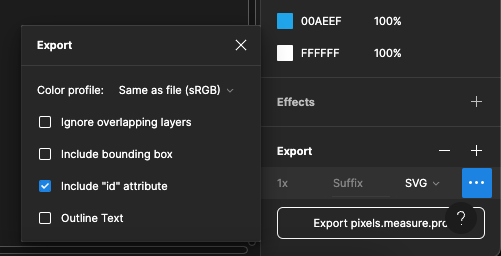 Export
Color profile: Same as file (sRGB)
Ignore overlapping layers
Include bounding box
Include "id" attribute
Outline Text
00AEEF 100%
FFFFFF 100%
Effects
Export
1x Suffix SVG
Export pixels.measure.pro
?